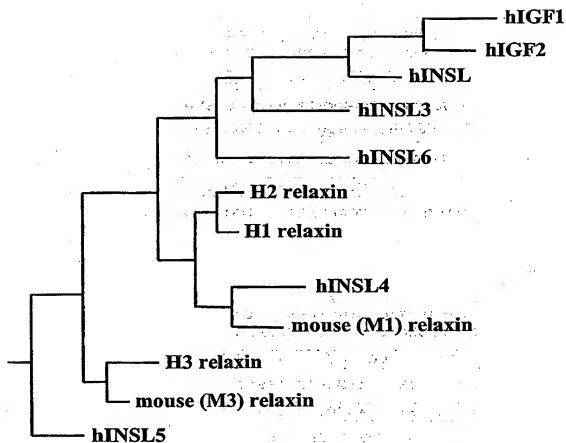 hIGF1
hIGF2
hINSL
hINSL3
hINSL6
H2 relaxin
H1 relaxin
hINSL4
mouse (M1) relaxin
H3 relaxin
mouse (M3) relaxin
hINSL5